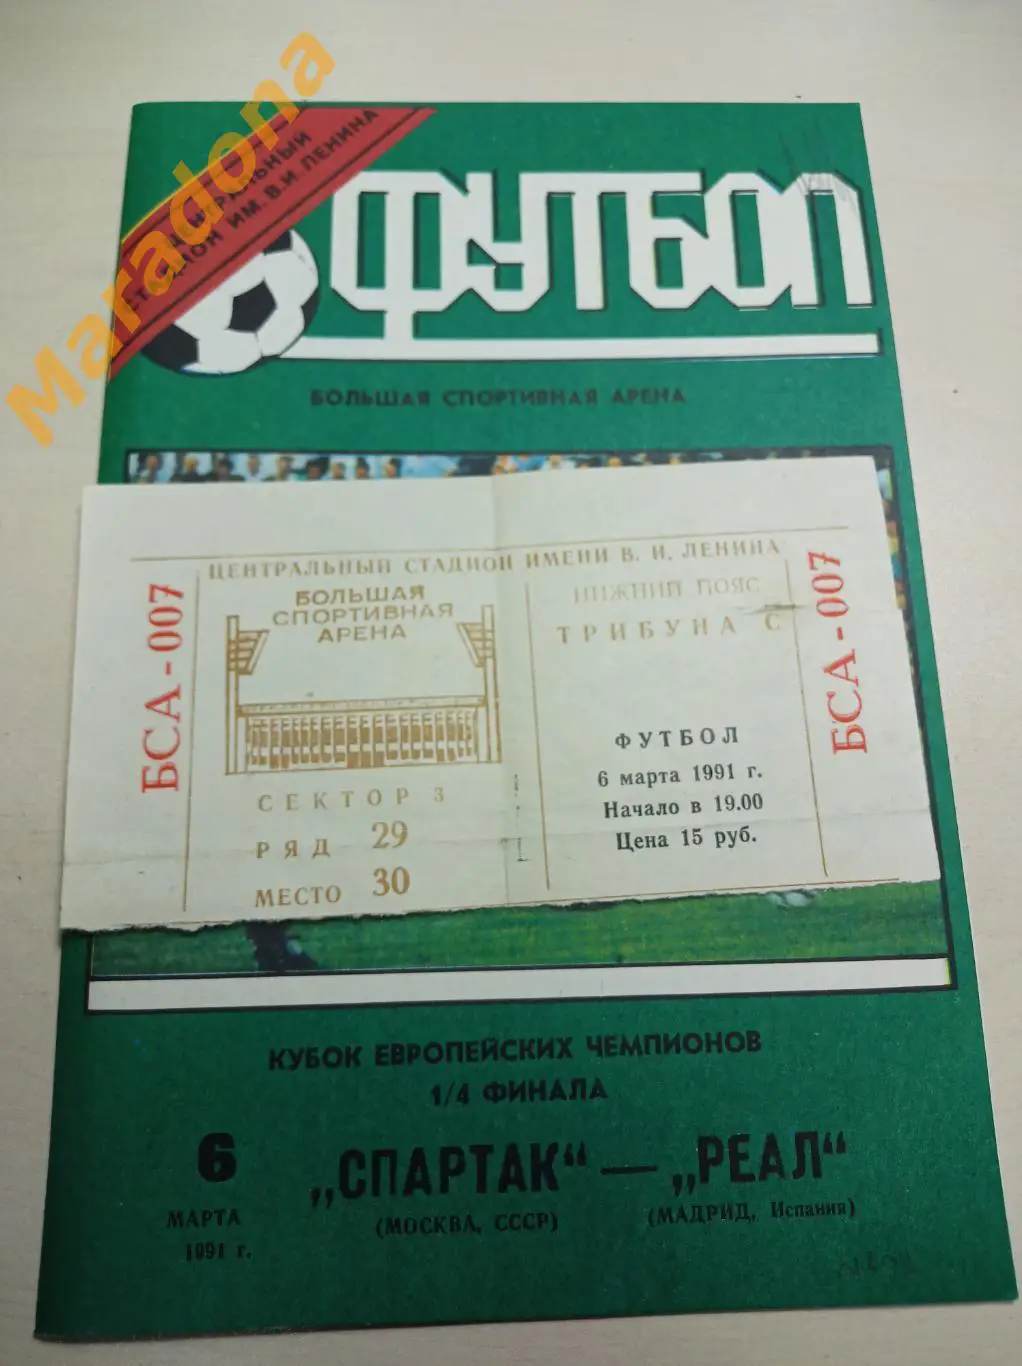 Maradona
ЦЕНТРАЛЬНЫЙ
СТАДИОН ИМ. В.И. ЛЕНИНА
ФУТБОЛ
БОЛЬШАЯ СПОРТИВНАЯ АРЕНА
ЦЕНТРАЛЬНЫЙ СТАДИОН ИМЕНИ В. И. ЛЕНИНА
БСА-007
БОЛЬШАЯ
СПОРТИВНАЯ
АРЕНА
СЕКТОР 3
РЯД 29
МЕСТО 30
НИЖНИЙ ПОЯС
ТРИБУНА С
ФУТБОЛ
6 марта 1991 г.
Начало в 19.00
Цена 15 руб.
БСА-007
КУБОК ЕВРОПЕЙСКИХ ЧЕМПИОНОВ
1/4 ФИНАЛА
6
МАРТА
1991 г.
„СПАРТАК“ — „РЕАЛ“
(МОСКВА, СССР) (МАДРИД, Испания)